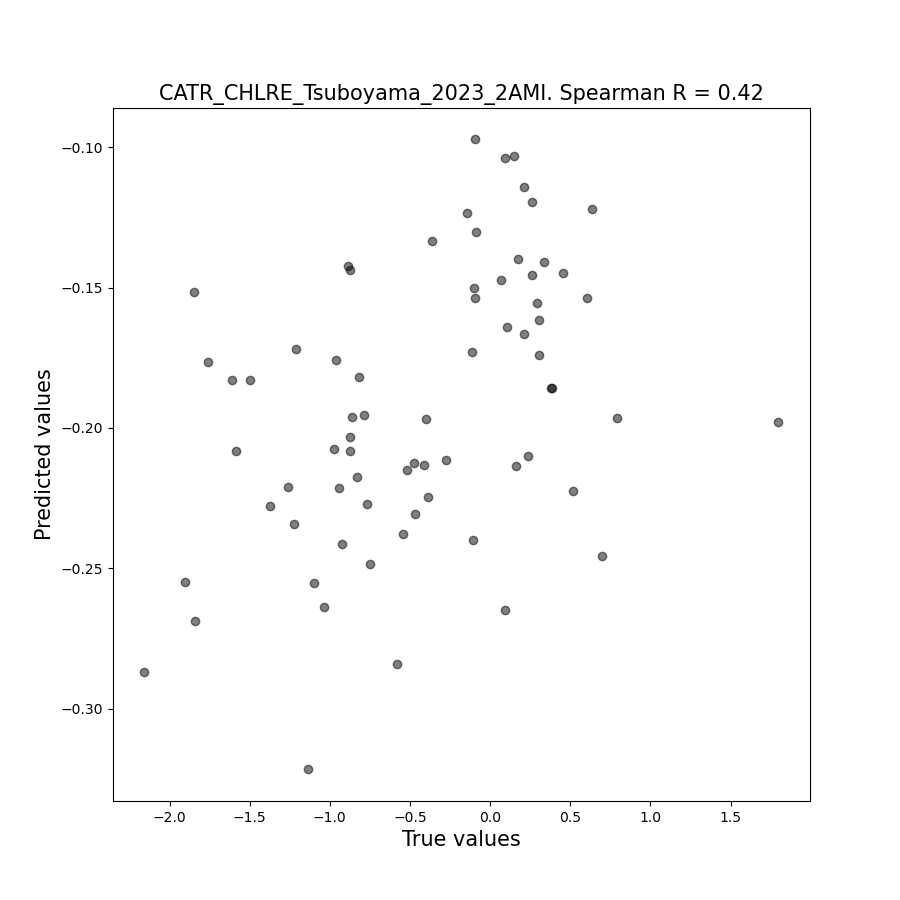 CATR_CHLRE_Tsuboyama_2023_2AMI. Spearman R = 0.42
−0.10
−0.15
−0.20
−0.25
−0.30
Predicted values
−2.0 −1.5 −1.0 −0.5 0.0 0.5 1.0 1.5
True values